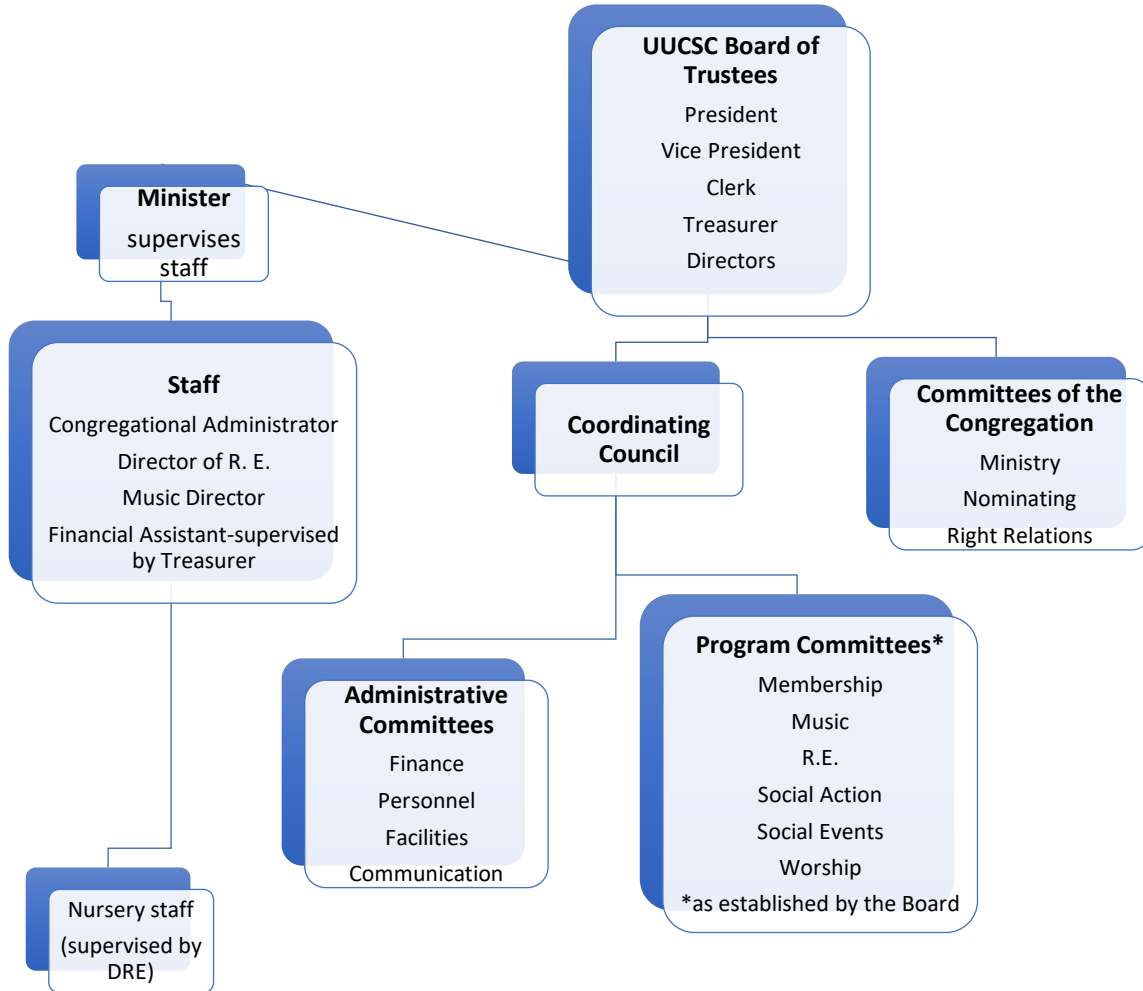 UUCSC Board of
Trustees
President
Vice President
Clerk
Treasurer
Directors
Minister
supervises
staff
Staff
Congregational Administrator
Director of R. E.
Music Director
Financial Assistant-supervised
by Treasurer
Coordinating
Council
Committees of the
Congregation
Ministry
Nominating
Right Relations
Administrative
Committees
Finance
Personnel
Facilities
Communication
Program Committees*
Membership
Music
R.E.
Social Action
Social Events
Worship
*as established by the Board
Nursery staff
(supervised by
DRE)